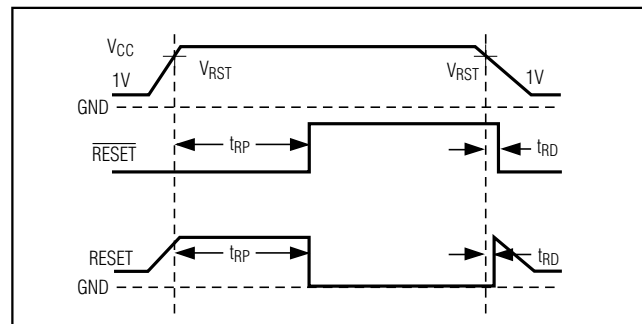 VCC
VRST
VRST
1V
1V
GND
RESET
tRP
tRD
RESET
tRP
tRD
GND